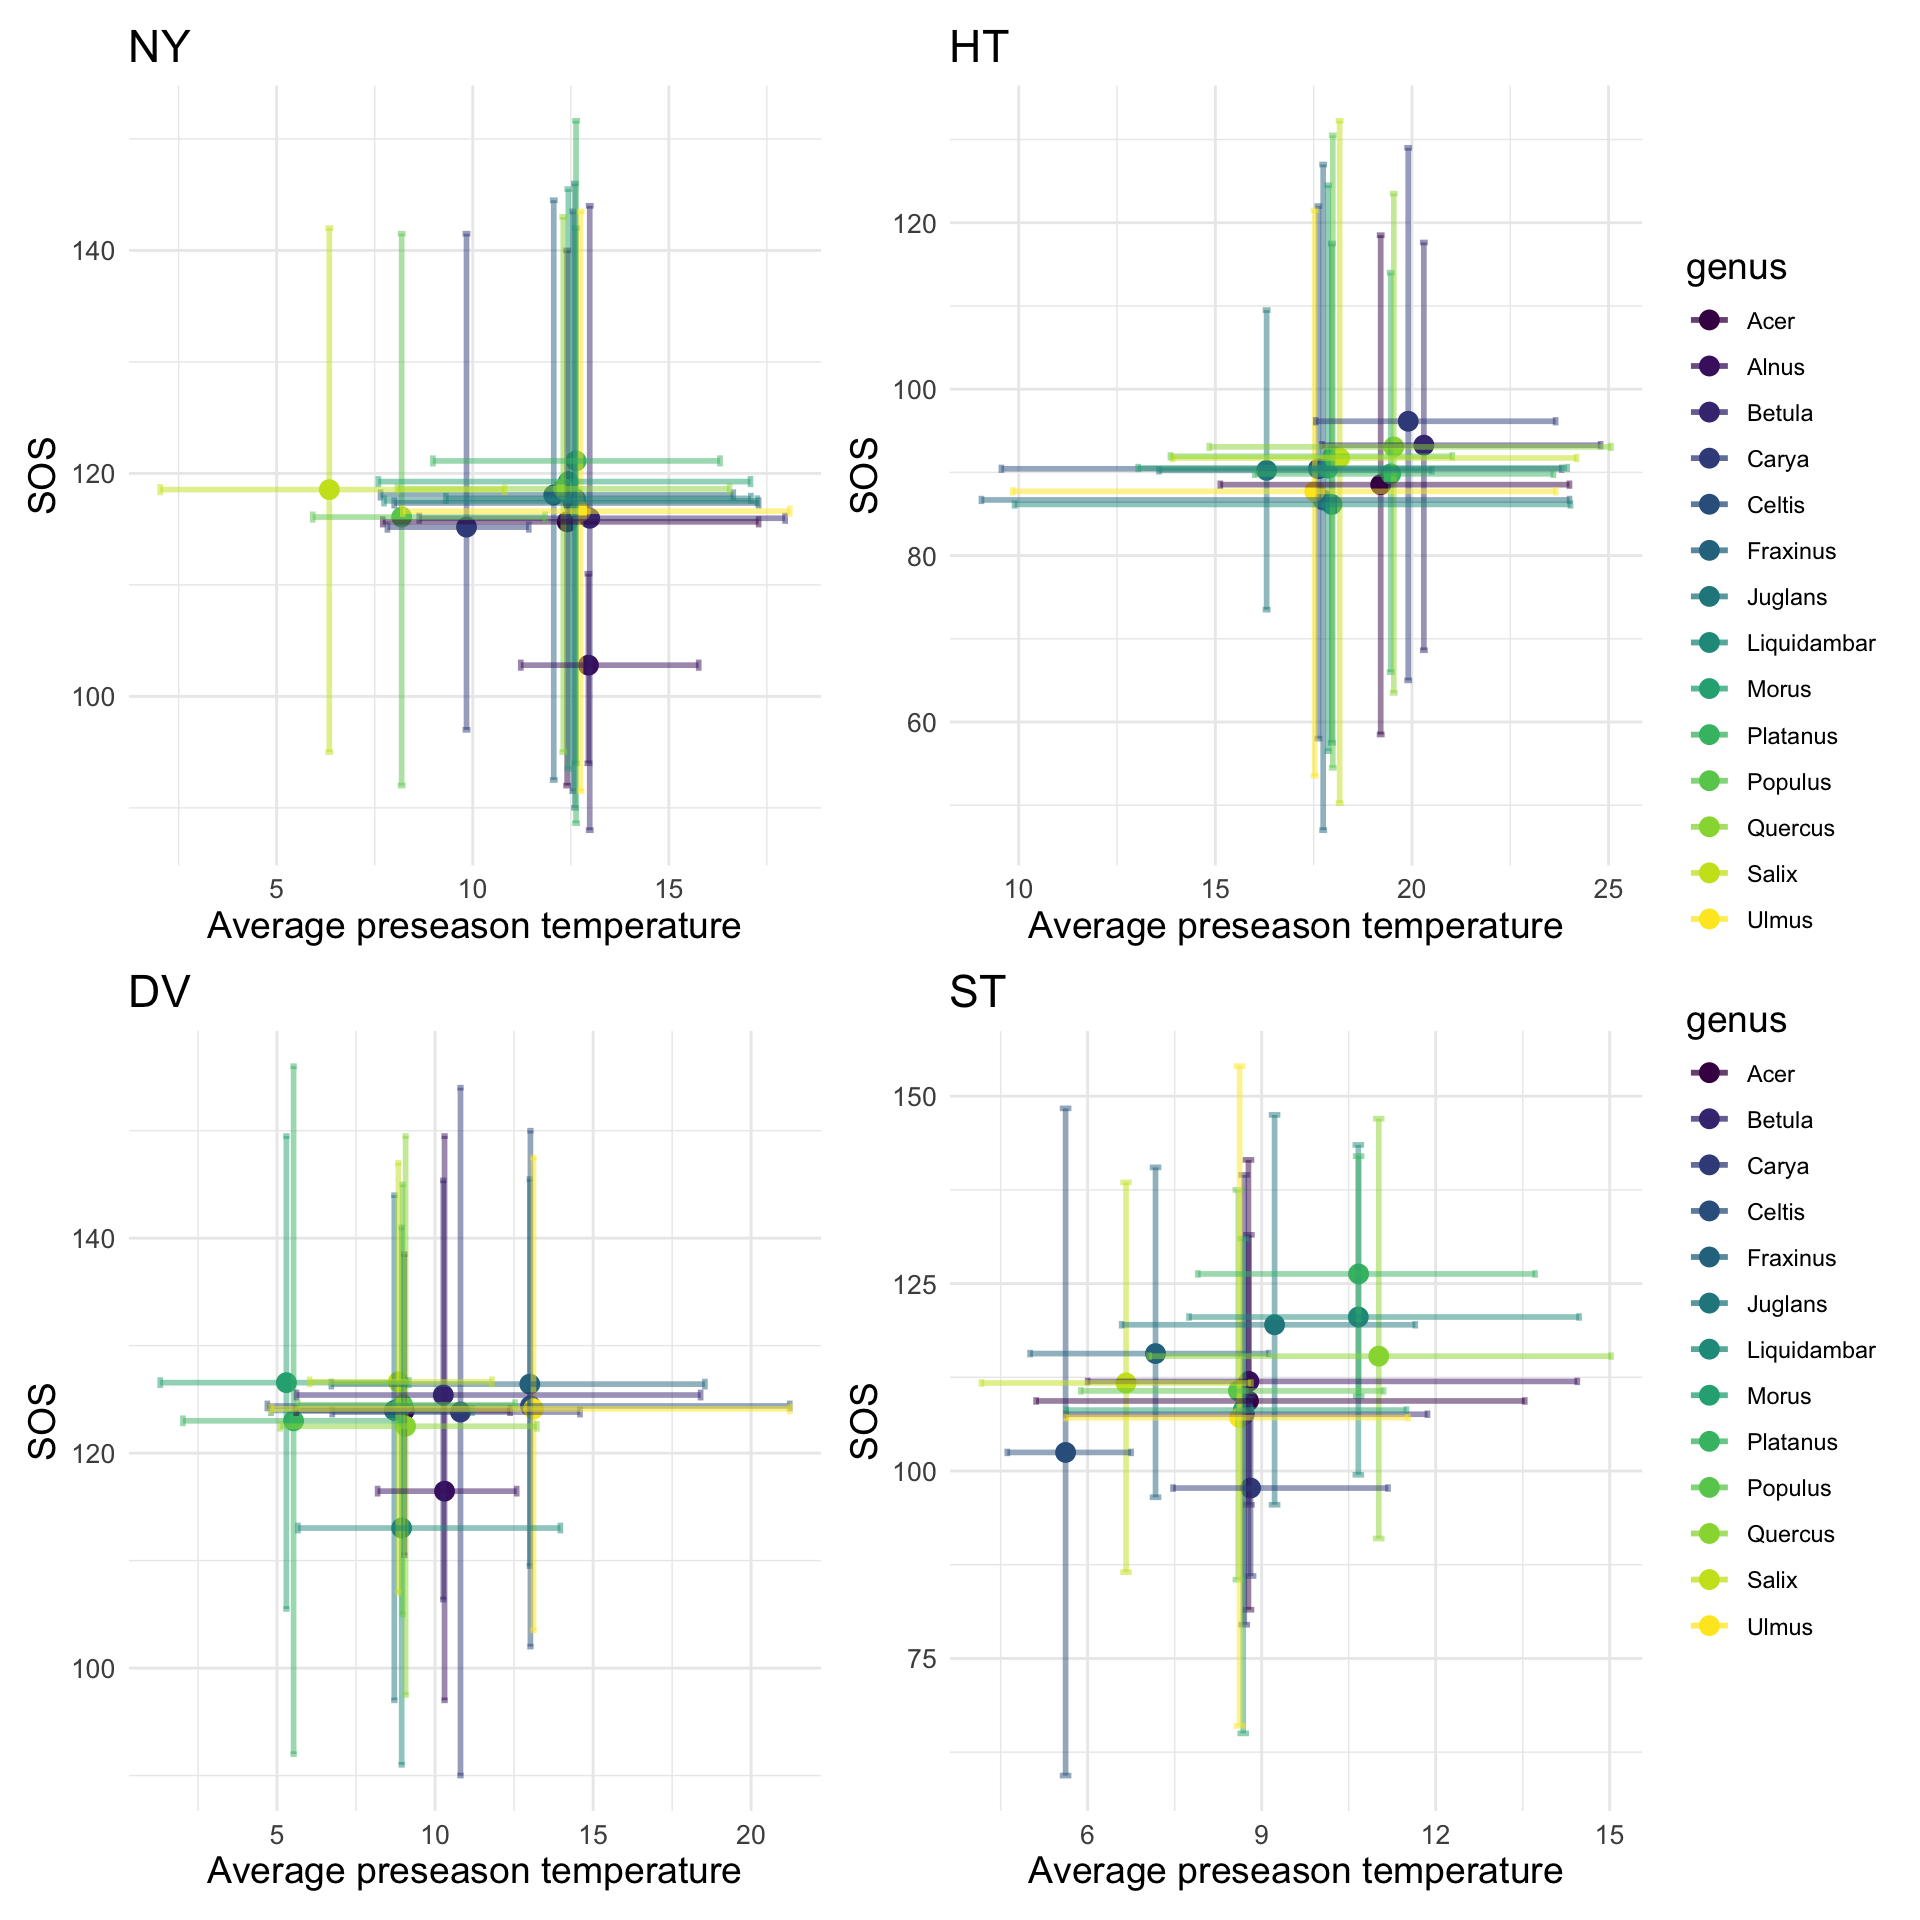 NY
SOS
140
120
100
5 10 15
Average preseason temperature
HT
SOS
120
100
80
60
10 15 20 25
Average preseason temperature
genus
Acer
Alnus
Betula
Carya
Celtis
Fraxinus
Juglans
Liquidambar
Morus
Platanus
Populus
Quercus
Salix
Ulmus
DV
SOS
140
120
100
5 10 15 20
Average preseason temperature
ST
SOS
150
125
100
75
6 9 12 15
Average preseason temperature
genus
Acer
Betula
Carya
Celtis
Fraxinus
Juglans
Liquidambar
Morus
Platanus
Populus
Quercus
Salix
Ulmus